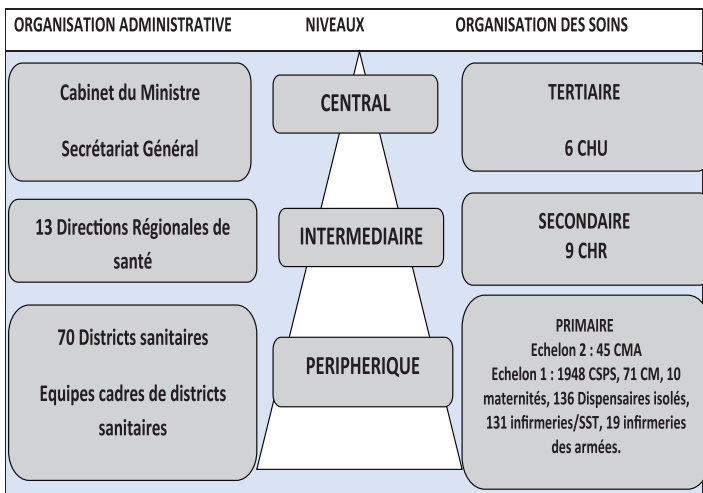 ORGANISATION ADMINISTRATIVE
NIVEAUX
ORGANISATION DES SOINS
Cabinet du Ministre
Secrétariat Général
CENTRAL
TERTIAIRE
6 CHU
13 Directions Régionales de
santé
INTERMEDIAIRE
SECONDAIRE
9 CHR
70 Districts sanitaires
Equipes cadres de districts
sanitaires
PERIPHERIQUE
PRIMAIRE
Echelon 2 : 45 CMA
Echelon 1 : 1948 CSPS, 71 CM, 10
maternités, 136 Dispensaires isolés,
131 infirmeries/SST, 19 infirmeries
des armées.